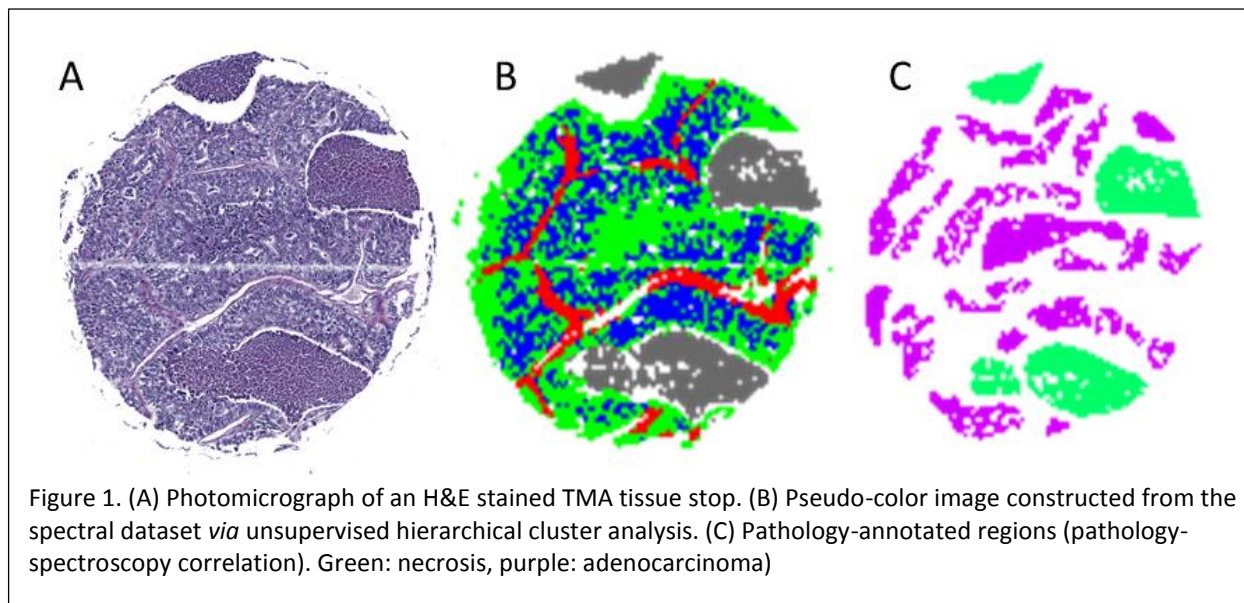 A
B
C
Figure 1. (A) Photomicrograph of an H&E stained TMA tissue stop. (B) Pseudo-color image constructed from the
spectral dataset via unsupervised hierarchical cluster analysis. (C) Pathology-annotated regions (pathology-
spectroscopy correlation). Green: necrosis, purple: adenocarcinoma)